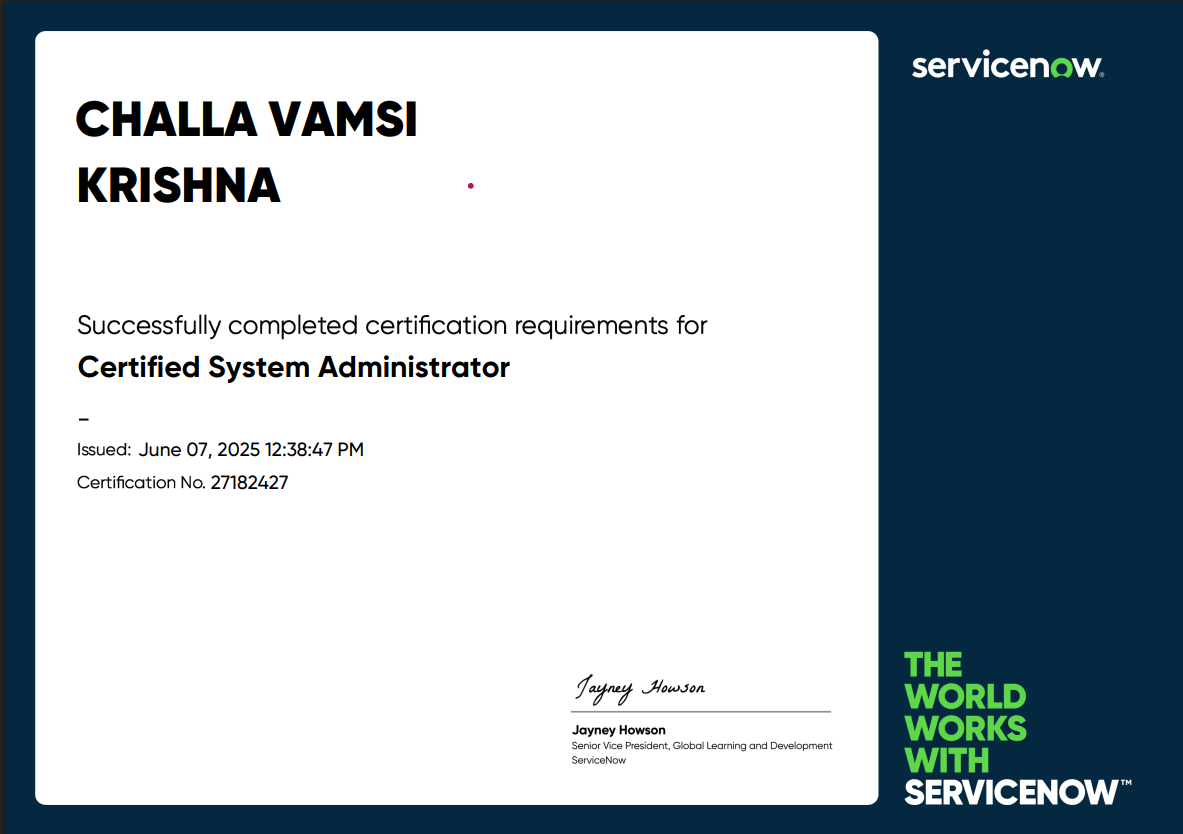 servicenow®
CHALLA VAMSI
KRISHNA
Successfully completed certification requirements for
Certified System Administrator
–
Issued: June 07, 2025 12:38:47 PM
Certification No. 27182427
Jayney Howson
Jayney Howson
Senior Vice President, Global Learning and Development
ServiceNow
THE
WORLD
WORKS
WITH
SERVICENOW™